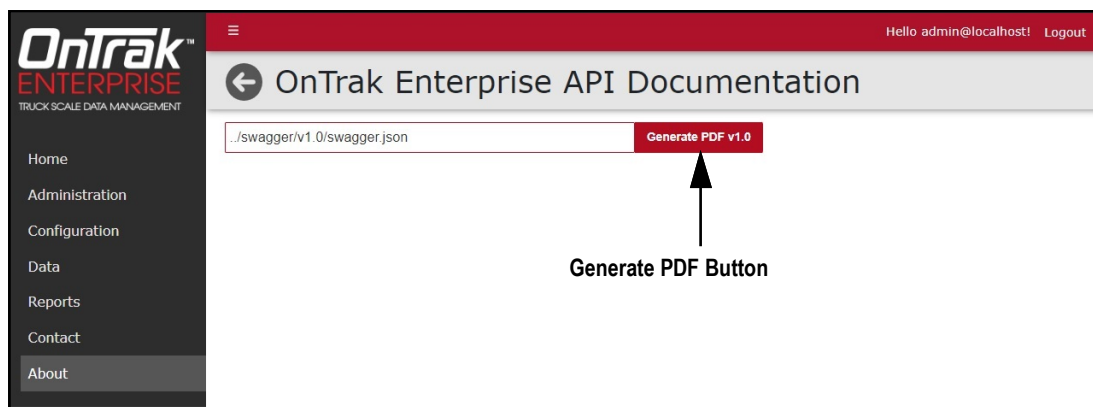 OnTrak™
ENTERPRISE
TRUCK SCALE DATA MANAGEMENT
Home
Administration
Configuration
Data
Reports
Contact
About
☰
Hello admin@localhost! Logout
OnTrak Enterprise API Documentation
../swagger/v1.0/swagger.json
Generate PDF v1.0
Generate PDF Button